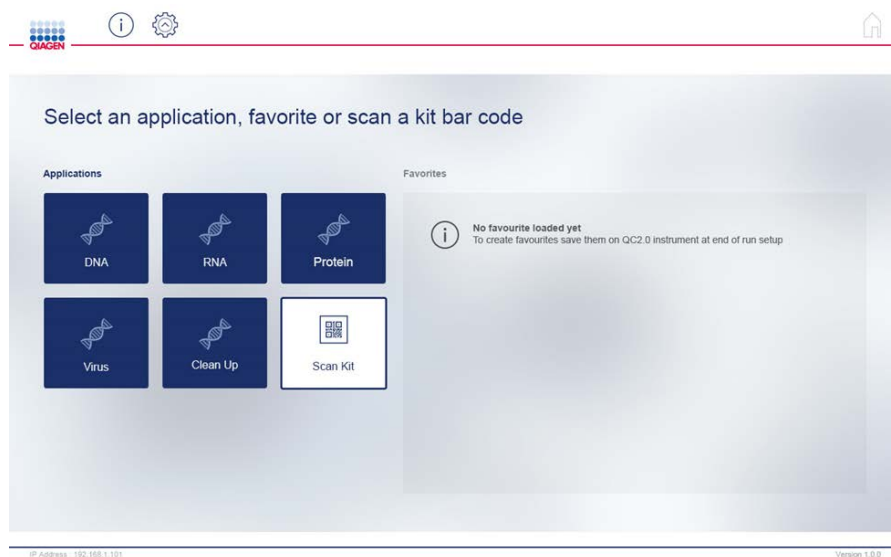 QIAGEN
Select an application, favorite or scan a kit bar code
Applications
Favorites
DNA
RNA
Protein
No favourite loaded yet
To create favourites save them on QC2.0 instrument at end of run setup
Virus
Clean Up
Scan Kit
IP Address : 192.168.1.101
Version 1.0.0